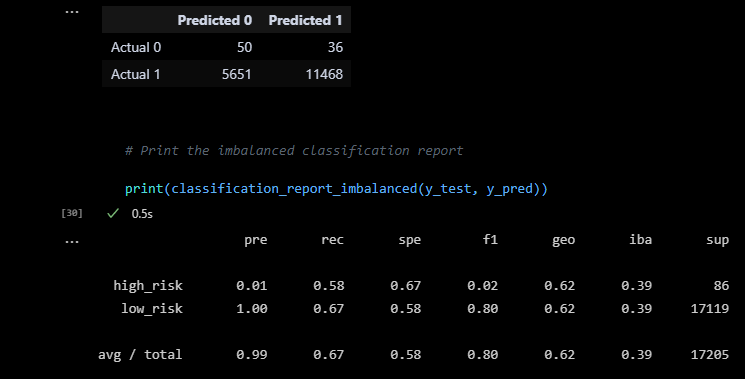 ...
Predicted 0 Predicted 1
Actual 0 50 36
Actual 1 5651 11468
# Print the imbalanced classification report
print(classification_report_imbalanced(y_test, y_pred))
[30] ✓ 0.5s
...
pre rec spe f1 geo iba sup
high_risk 0.01 0.58 0.67 0.02 0.62 0.39 86
low_risk 1.00 0.67 0.58 0.80 0.62 0.39 17119
avg / total 0.99 0.67 0.58 0.80 0.62 0.39 17205